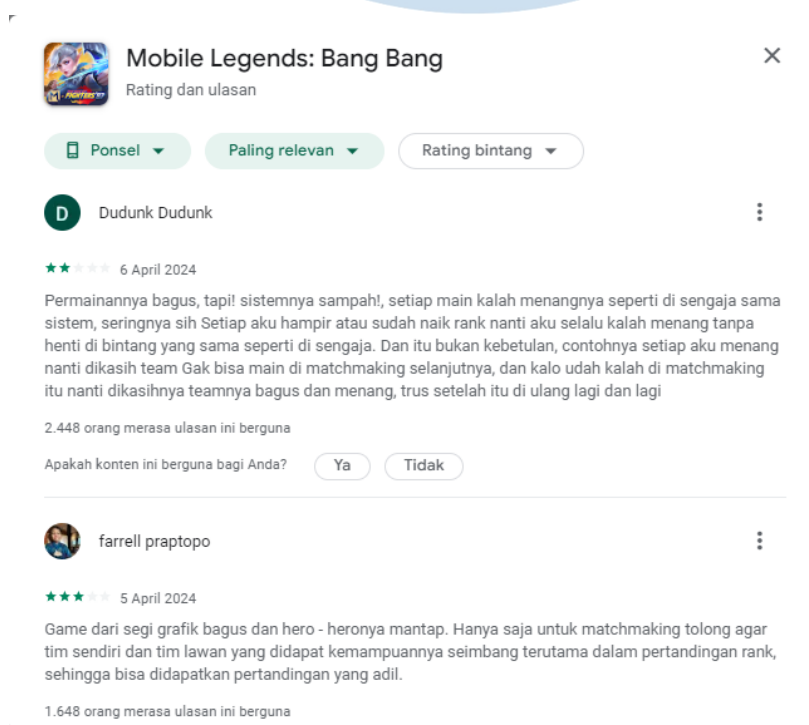 Mobile Legends: Bang Bang
Rating dan ulasan
Ponsel
Paling relevan
Rating bintang
D
Dudunk Dudunk
6 April 2024
Permainannya bagus, tapi! sistemnya sampah!, setiap main kalah menangnya seperti di sengaja sama
sistem, seringnya sih Setiap aku hampir atau sudah naik rank nanti aku selalu kalah menang tanpa
henti di bintang yang sama seperti di sengaja. Dan itu bukan kebetulan, contohnya setiap aku menang
nanti dikasih team Gak bisa main di matchmaking selanjutnya, dan kalo udah kalah di matchmaking
itu nanti dikasihnya teamnya bagus dan menang, trus setelah itu di ulang lagi dan lagi
2.448 orang merasa ulasan ini berguna
Apakah konten ini berguna bagi Anda?
Ya
Tidak
farrell praptopo
5 April 2024
Game dari segi grafik bagus dan hero - heronya mantap. Hanya saja untuk matchmaking tolong agar
tim sendiri dan tim lawan yang didapat kemampuannya seimbang terutama dalam pertandingan rank,
sehingga bisa didapatkan pertandingan yang adil.
1.648 orang merasa ulasan ini berguna